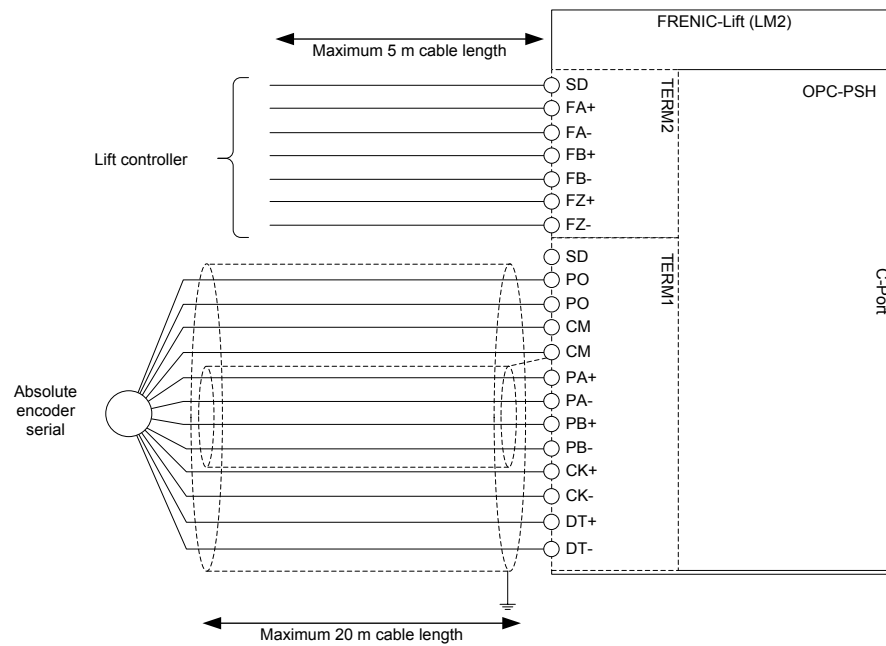 FRENIC-Lift (LM2)
Maximum 5 m cable length
OPC-PSH
TERM2
SD
FA+
FA-
FB+
FB-
FZ+
FZ-
Lift controller
TERM1
C-Port
SD
PO
PO
CM
CM
PA+
PA-
PB+
PB-
CK+
CK-
DT+
DT-
Absolute
encoder
serial
Maximum 20 m cable length